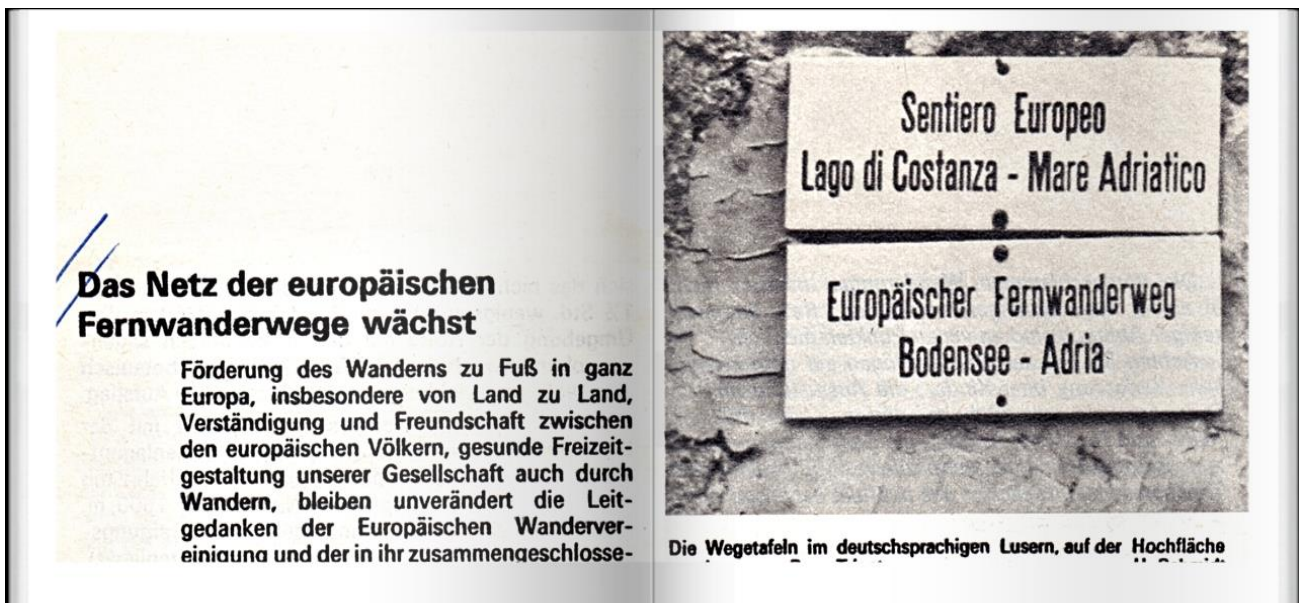 Das Netz der europäischen
Fernwanderwege wächst
Förderung des Wanderns zu Fuß in ganz
Europa, insbesondere von Land zu Land,
Verständigung und Freundschaft zwischen
den europäischen Völkern, gesunde Freizeit-
gestaltung unserer Gesellschaft auch durch
Wandern, bleiben unverändert die Leit-
gedanken der Europäischen Wanderver-
einigung und der in ihr zusammengeschlosse-
Sentiero Europeo
Lago di Costanza - Mare Adriatico
Europäischer Fernwanderweg
Bodensee - Adria
Die Wegetafeln im deutschsprachigen Lusern, auf der Hochfläche